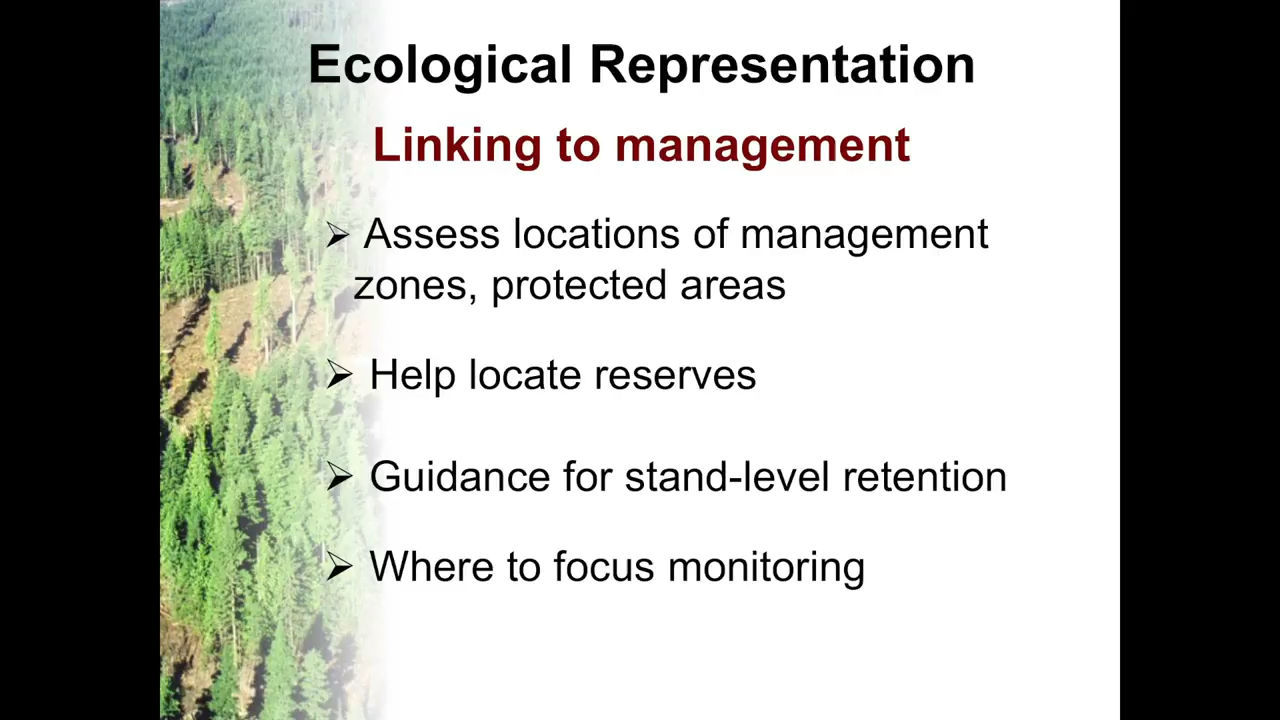 Ecological Representation
Linking to management
➢ Assess locations of management
zones, protected areas
➢ Help locate reserves
➢ Guidance for stand-level retention
➢ Where to focus monitoring